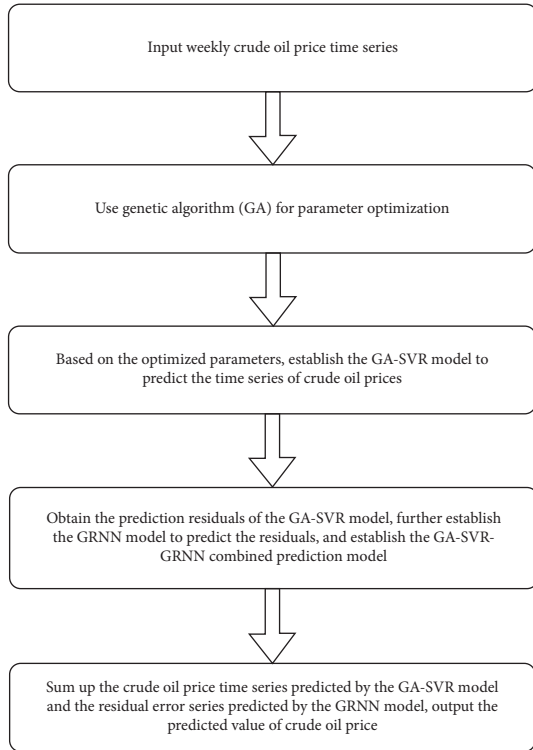 Input weekly crude oil price time series
Use genetic algorithm (GA) for parameter optimization
Based on the optimized parameters, establish the GA-SVR model to
predict the time series of crude oil prices
Obtain the prediction residuals of the GA-SVR model, further establish
the GRNN model to predict the residuals, and establish the GA-SVR-
GRNN combined prediction model
Sum up the crude oil price time series predicted by the GA-SVR model
and the residual error series predicted by the GRNN model, output the
predicted value of crude oil price